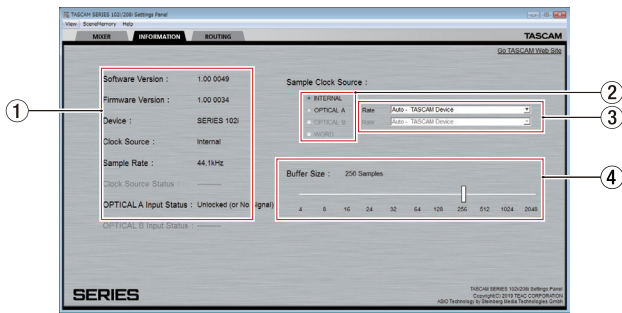 TASCAM SERIES 102i/208i Settings Panel
View SceneMemory Help
MIXER INFORMATION ROUTING TASCAM
Go TASCAM Web Site
Software Version : 1.00 0049
Firmware Version : 1.00 0034
Device : SERIES 102i
Clock Source : Internal
Sample Rate : 44.1kHz
Clock Source Status : ---------
OPTICAL A Input Status : Unlocked (or No Signal)
OPTICAL B Input Status : ---------
Sample Clock Source :
INTERNAL
OPTICAL A Rate Auto - TASCAM Device
OPTICAL B Rate Auto - TASCAM Device
WORD
Buffer Size : 256 Samples
4 8 16 24 32 64 128 256 512 1024 2048
1
2
3
4
SERIES
TASCAM SERIES 102i/208i Settings Panel
Copyright(C) 2019 TEAC CORPORATION
ASIO Technology by Steinberg Media Technologies GmbH